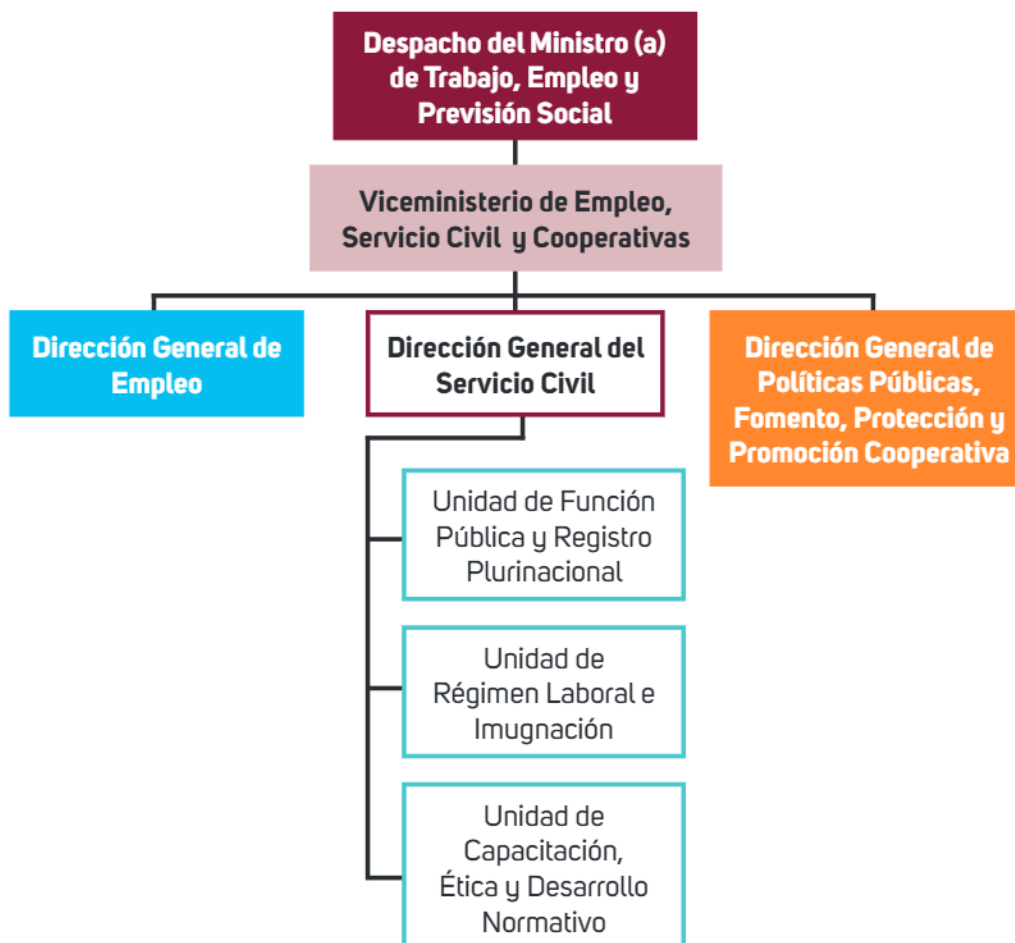 Despacho del Ministro (a)
de Trabajo, Empleo y
Previsión Social
Viceministerio de Empleo,
Servicio Civil y Cooperativas
Dirección General de
Empleo
Dirección General del
Servicio Civil
Dirección General de
Políticas Públicas,
Fomento, Protección y
Promoción Cooperativa
Unidad de Función
Pública y Registro
Plurinacional
Unidad de
Régimen Laboral e
Imugnación
Unidad de
Capacitación,
Ética y Desarrollo
Normativo